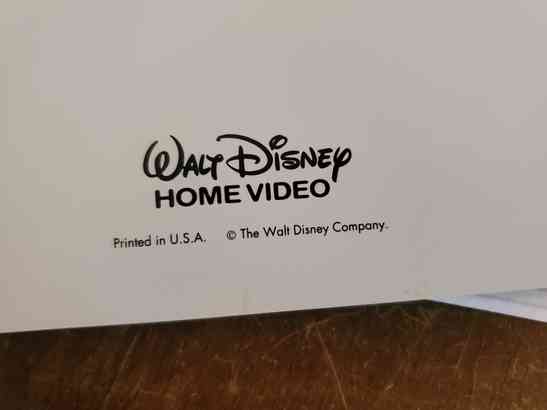 Walt Disney
HOME VIDEO
Printed in U.S.A. © The Walt Disney Company.